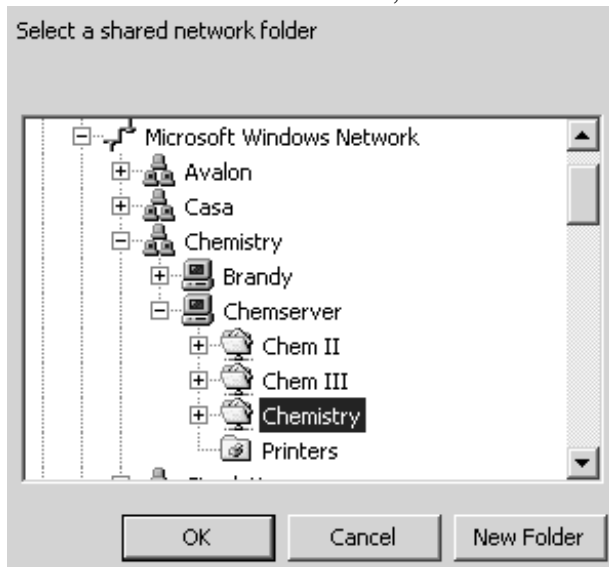 Select a shared network folder
Microsoft Windows Network
Avalon
Casa
Chemistry
Brandy
Chemserver
Chem II
Chem III
Chemistry
Printers
OK Cancel New Folder